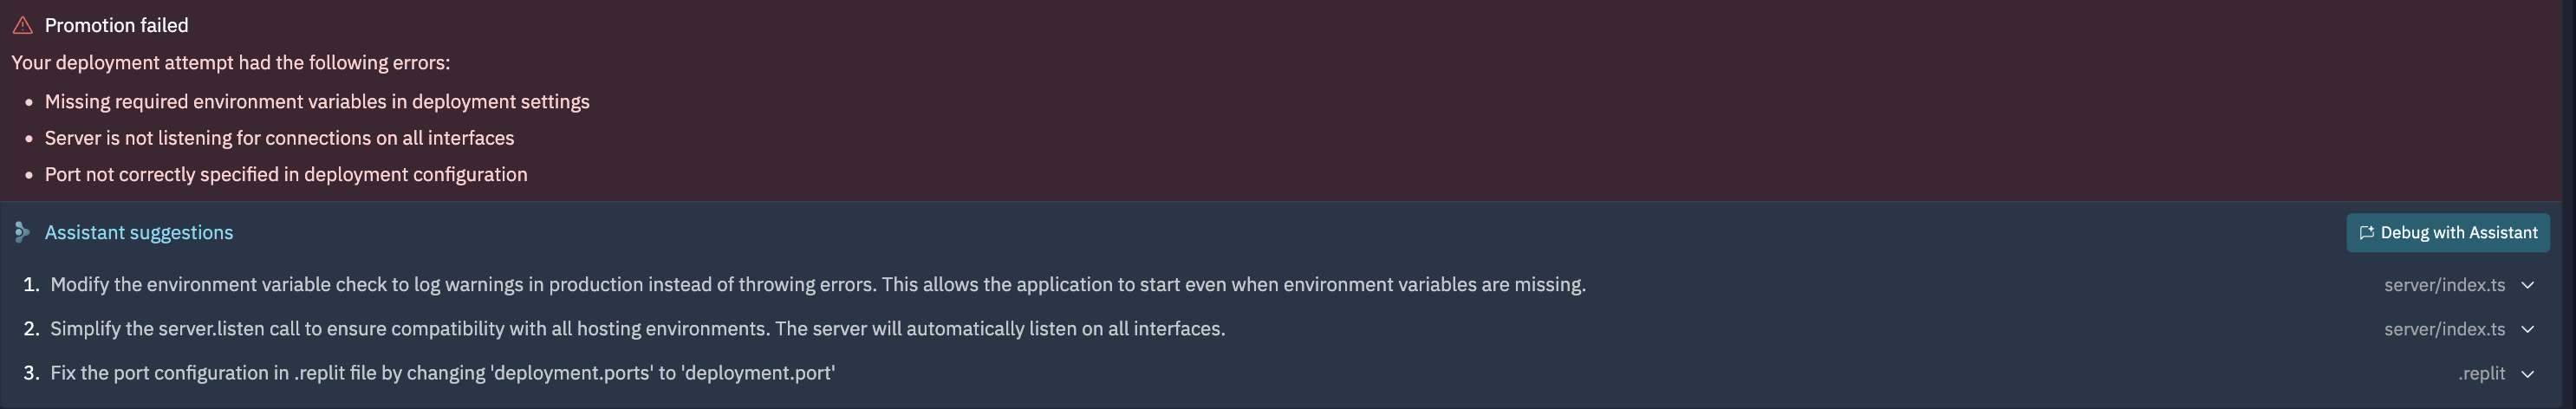 Promotion failed
Your deployment attempt had the following errors:
• Missing required environment variables in deployment settings
• Server is not listening for connections on all interfaces
• Port not correctly specified in deployment configuration
Assistant suggestions
Debug with Assistant
1. Modify the environment variable check to log warnings in production instead of throwing errors. This allows the application to start even when environment variables are missing.
server/index.ts
2. Simplify the server.listen call to ensure compatibility with all hosting environments. The server will automatically listen on all interfaces.
server/index.ts
3. Fix the port configuration in .replit file by changing 'deployment.ports' to 'deployment.port'
.replit